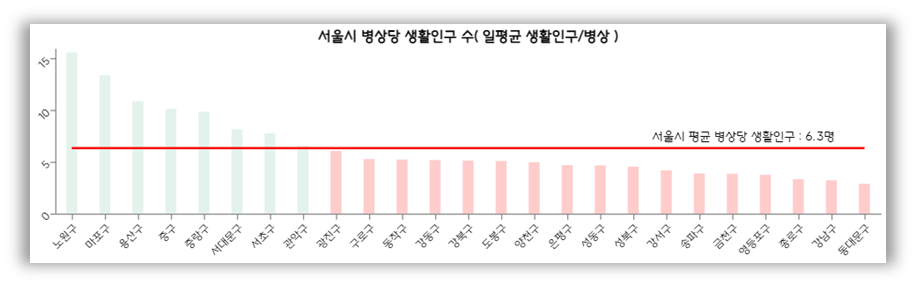 서울시 병상당 생활인구 수( 일평균 생활인구/병상 )
15
10
5
0
서울시 평균 병상당 생활인구 : 6.3명
노원구 마포구 용산구 중구 중랑구 서대문구 서초구 관악구 광진구 구로구 동작구 강동구 강북구 도봉구 양천구 은평구 성동구 성북구 강서구 송파구 금천구 영등포구 종로구 강남구 동대문구